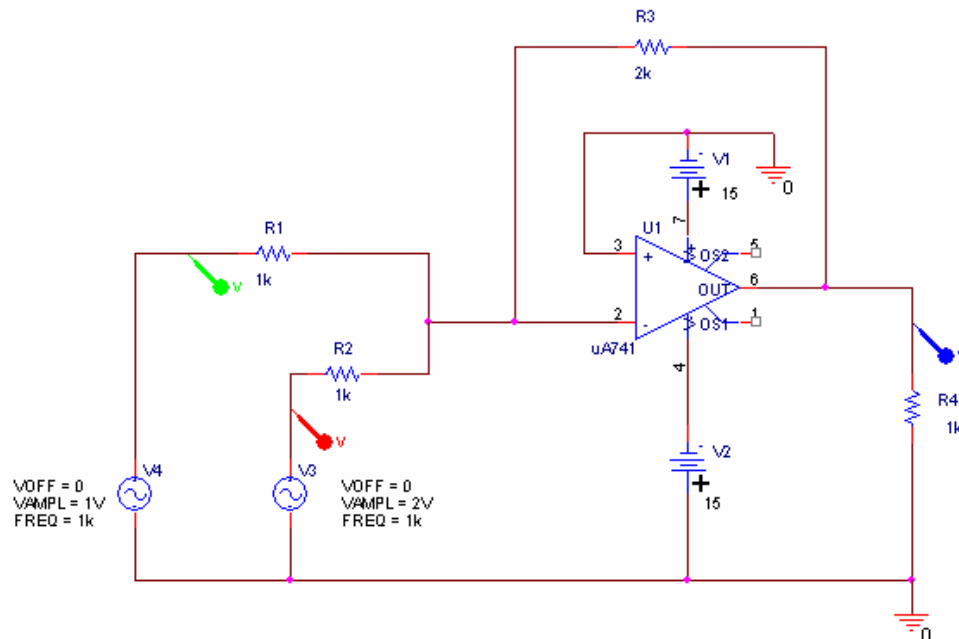 R3
2k
V1
-
+
15
0
7
U1
R1
1k
V
3
+
OS2
5
OUT
6
2
-
OS1
1
uA741
4
R2
1k
V
R4
1k
V4
VOFF = 0
VAMPL = 1V
FREQ = 1k
V3
VOFF = 0
VAMPL = 2V
FREQ = 1k
V2
-
+
15
0